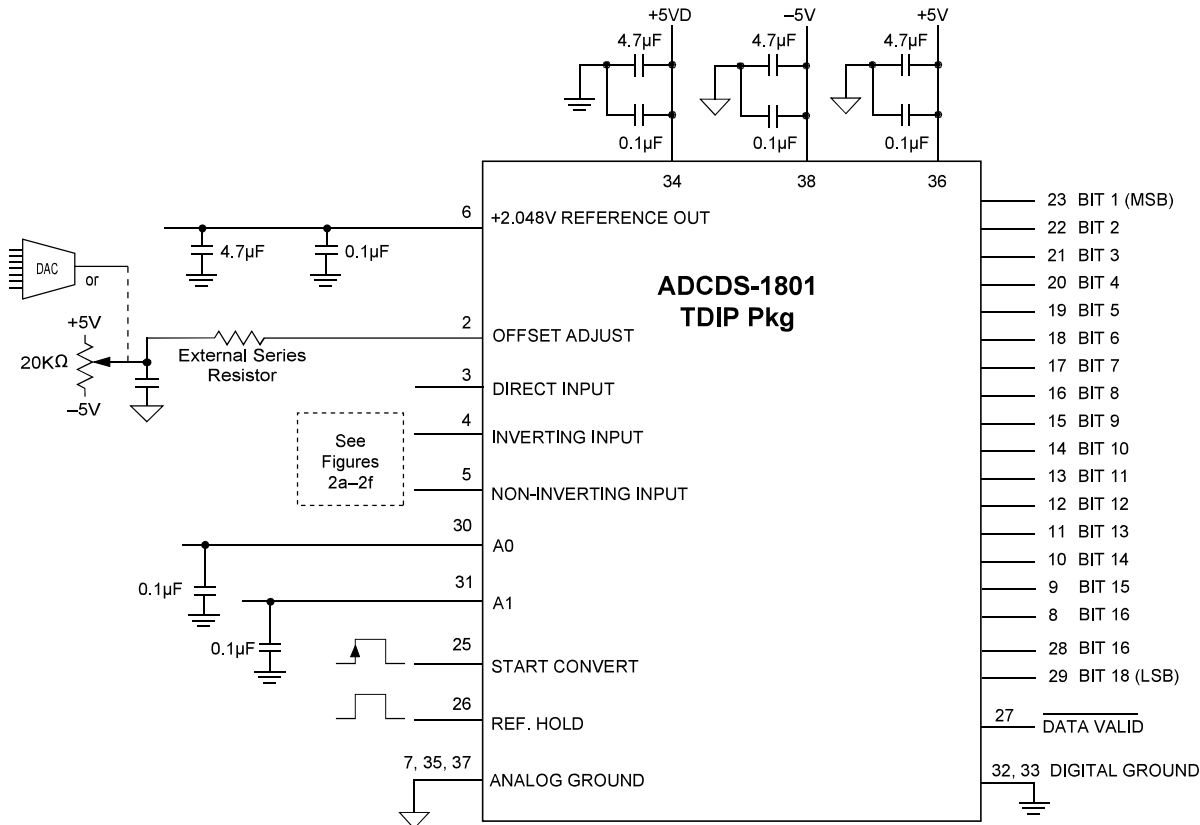 +5VD
–5V
+5V
4.7µF
4.7µF
4.7µF
0.1µF
0.1µF
0.1µF
34
38
36
6
+2.048V REFERENCE OUT
4.7µF
0.1µF
DAC
or
+5V
20KΩ
–5V
External Series
Resistor
2
OFFSET ADJUST
3
DIRECT INPUT
See
Figures
2a–2f
4
INVERTING INPUT
5
NON-INVERTING INPUT
30
A0
0.1µF
31
A1
0.1µF
25
START CONVERT
26
REF. HOLD
7, 35, 37
ANALOG GROUND
ADCDS-1801
TDIP Pkg
23 BIT 1 (MSB)
22 BIT 2
21 BIT 3
20 BIT 4
19 BIT 5
18 BIT 6
17 BIT 7
16 BIT 8
15 BIT 9
14 BIT 10
13 BIT 11
12 BIT 12
11 BIT 13
10 BIT 14
9 BIT 15
8 BIT 16
28 BIT 16
29 BIT 18 (LSB)
27 DATA VALID
32, 33 DIGITAL GROUND